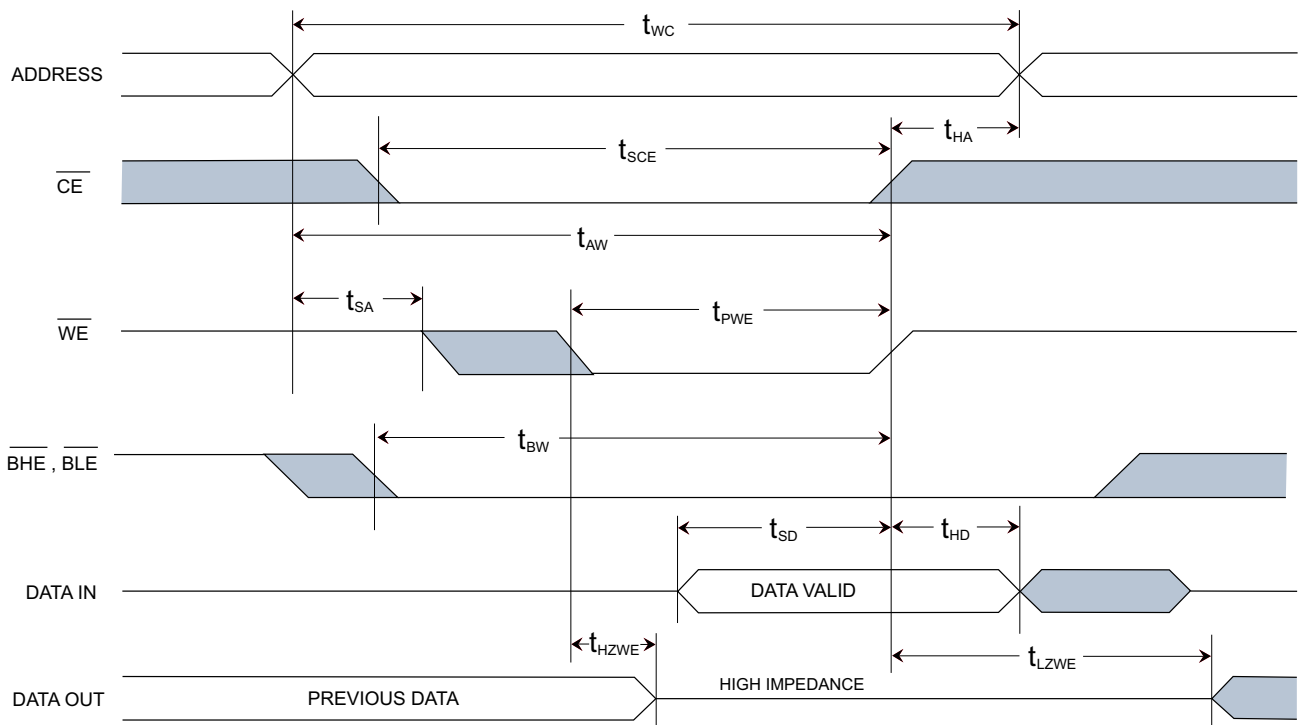 tWC
ADDRESS
tHA
tSCE
CE
tAW
tSA
tPWE
WE
tBW
BHE , BLE
tSD
tHD
DATA IN
DATA VALID
tHZWE
tLZWE
DATA OUT
PREVIOUS DATA
HIGH IMPEDANCE